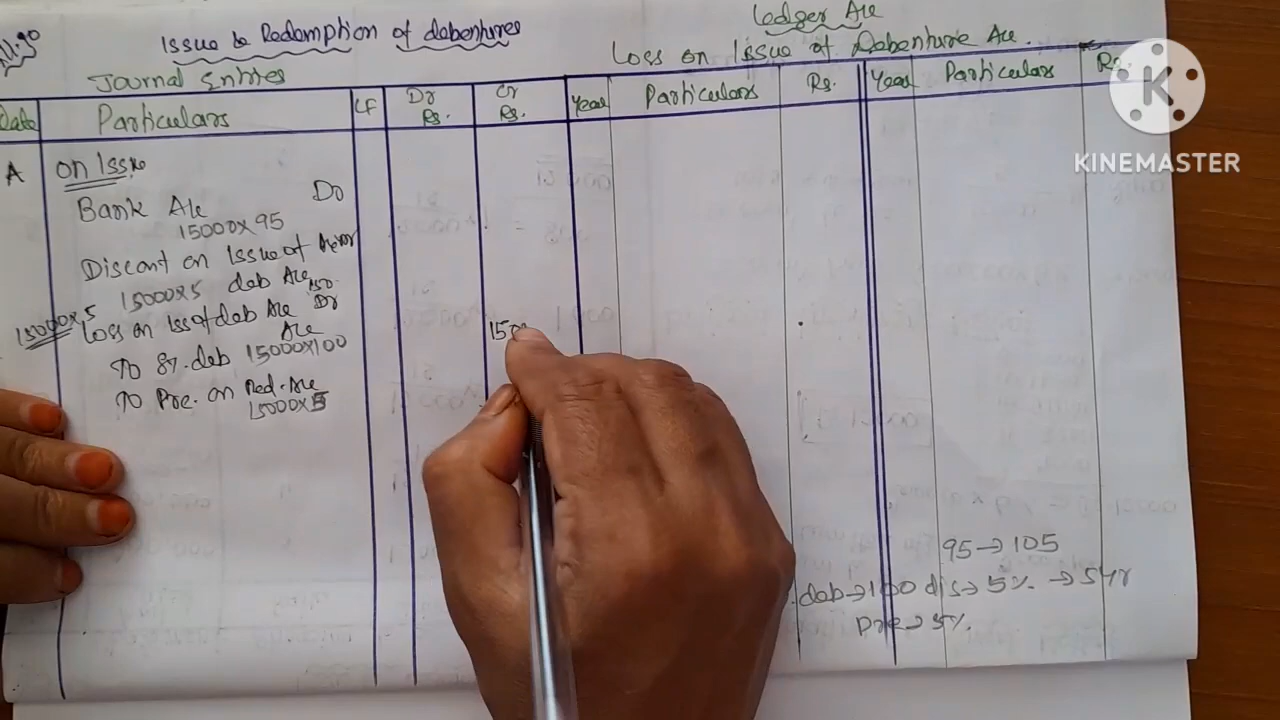 Issue & Redemption of debentures
Ledger A/c
Journal Entries
Loss on Issue of Debenture A/c.
Date Particulars LF Dr Rs. Cr Rs. Year Particulars Rs. Year Particulars Rs.
A on Issue
Bank A/c Dr
15000X95
Discont on Issue of
15000X5 deb A/c
15000X5 Loss on Iss of deb A/c Dr
To 8%. deb A/c 15000X100
To Pre. on Red. A/c
15000X5
150
95→105
deb→100 dis→5% →5Yr
Pre→5%
K
KINEMASTER